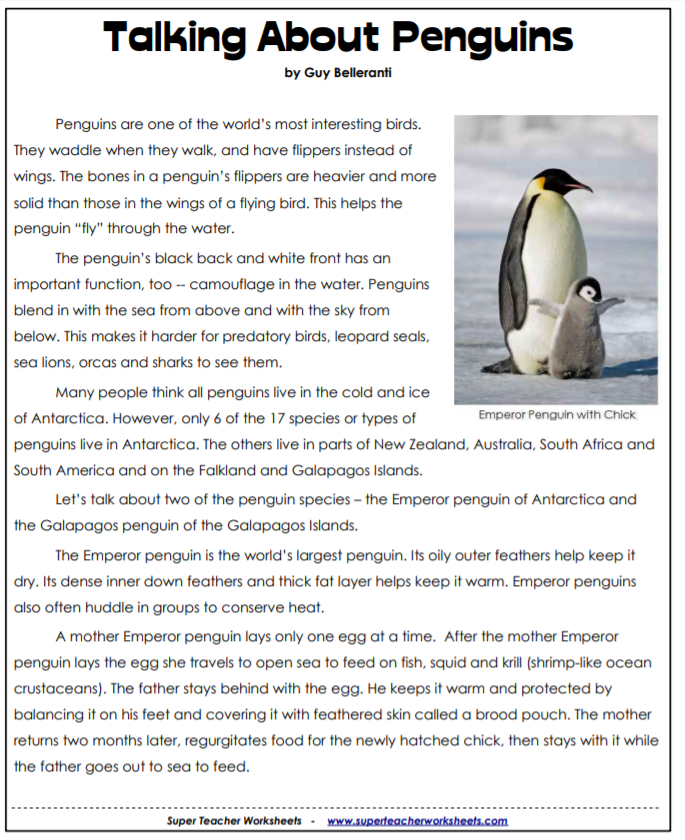 Talking About Penguins
by Guy Belleranti
Penguins are one of the world's most interesting birds.
They waddle when they walk, and have flippers instead of
wings. The bones in a penguin's flippers are heavier and more
solid than those in the wings of a flying bird. This helps the
penguin "fly" through the water.
The penguin's black back and white front has an
important function, too -- camouflage in the water. Penguins
blend in with the sea from above and with the sky from
below. This makes it harder for predatory birds, leopard seals,
sea lions, orcas and sharks to see them.
Many people think all penguins live in the cold and ice
of Antarctica. However, only 6 of the 17 species or types of
penguins live in Antarctica. The others live in parts of New Zealand, Australia, South Africa and
South America and on the Falkland and Galapagos Islands.
Emperor Penguin with Chick
Let's talk about two of the penguin species – the Emperor penguin of Antarctica and
the Galapagos penguin of the Galapagos Islands.
The Emperor penguin is the world's largest penguin. Its oily outer feathers help keep it
dry. Its dense inner down feathers and thick fat layer helps keep it warm. Emperor penguins
also often huddle in groups to conserve heat.
A mother Emperor penguin lays only one egg at a time.  After the mother Emperor
penguin lays the egg she travels to open sea to feed on fish, squid and krill (shrimp-like ocean
crustaceans). The father stays behind with the egg. He keeps it warm and protected by
balancing it on his feet and covering it with feathered skin called a brood pouch. The mother
returns two months later, regurgitates food for the newly hatched chick, then stays with it while
the father goes out to sea to feed.
Super Teacher Worksheets - www.superteacherworksheets.com